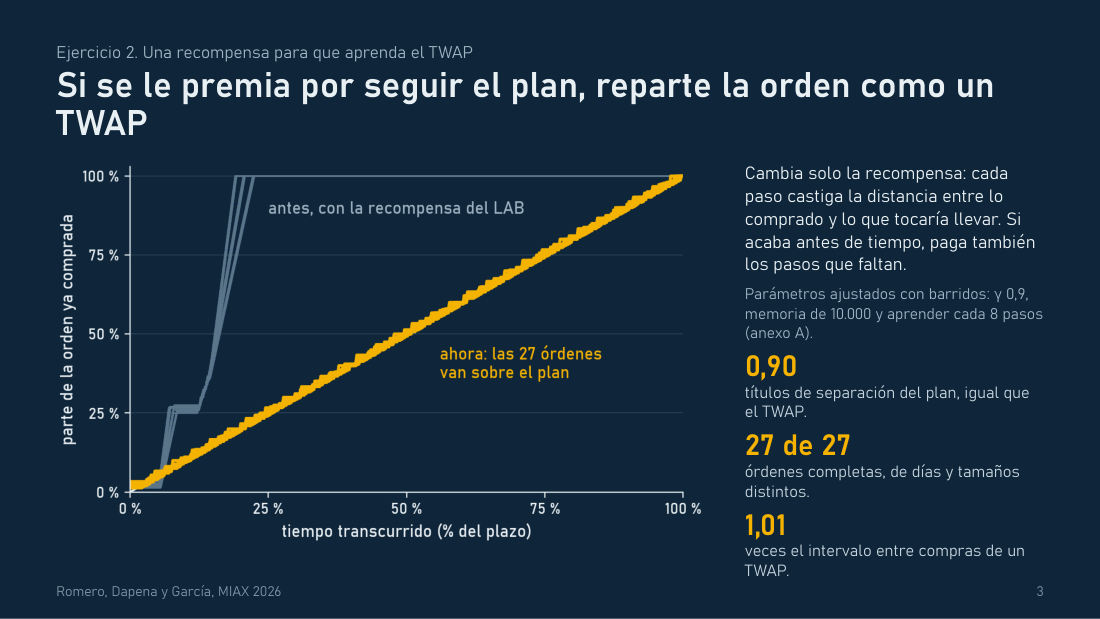 Ejercicio 2. Una recompensa para que aprenda el TWAP
Si se le premia por seguir el plan, reparte la orden como un
TWAP
parte de la orden ya comprada
100 %
75 %
50 %
25 %
0 %
antes, con la recompensa del LAB
ahora: las 27 órdenes
van sobre el plan
0 %
25 %
50 %
75 %
100 %
tiempo transcurrido (% del plazo)
Cambia solo la recompensa: cada
paso castiga la distancia entre lo
comprado y lo que tocaría llevar. Si
acaba antes de tiempo, paga también
los pasos que faltan.
Parámetros ajustados con barridos: γ 0,9,
memoria de 10.000 y aprender cada 8 pasos
(anexo A).
0,90
títulos de separación del plan, igual que
el TWAP.
27 de 27
órdenes completas, de días y tamaños
distintos.
1,01
veces el intervalo entre compras de un
TWAP.
Romero, Dapena y García, MIAX 2026
3